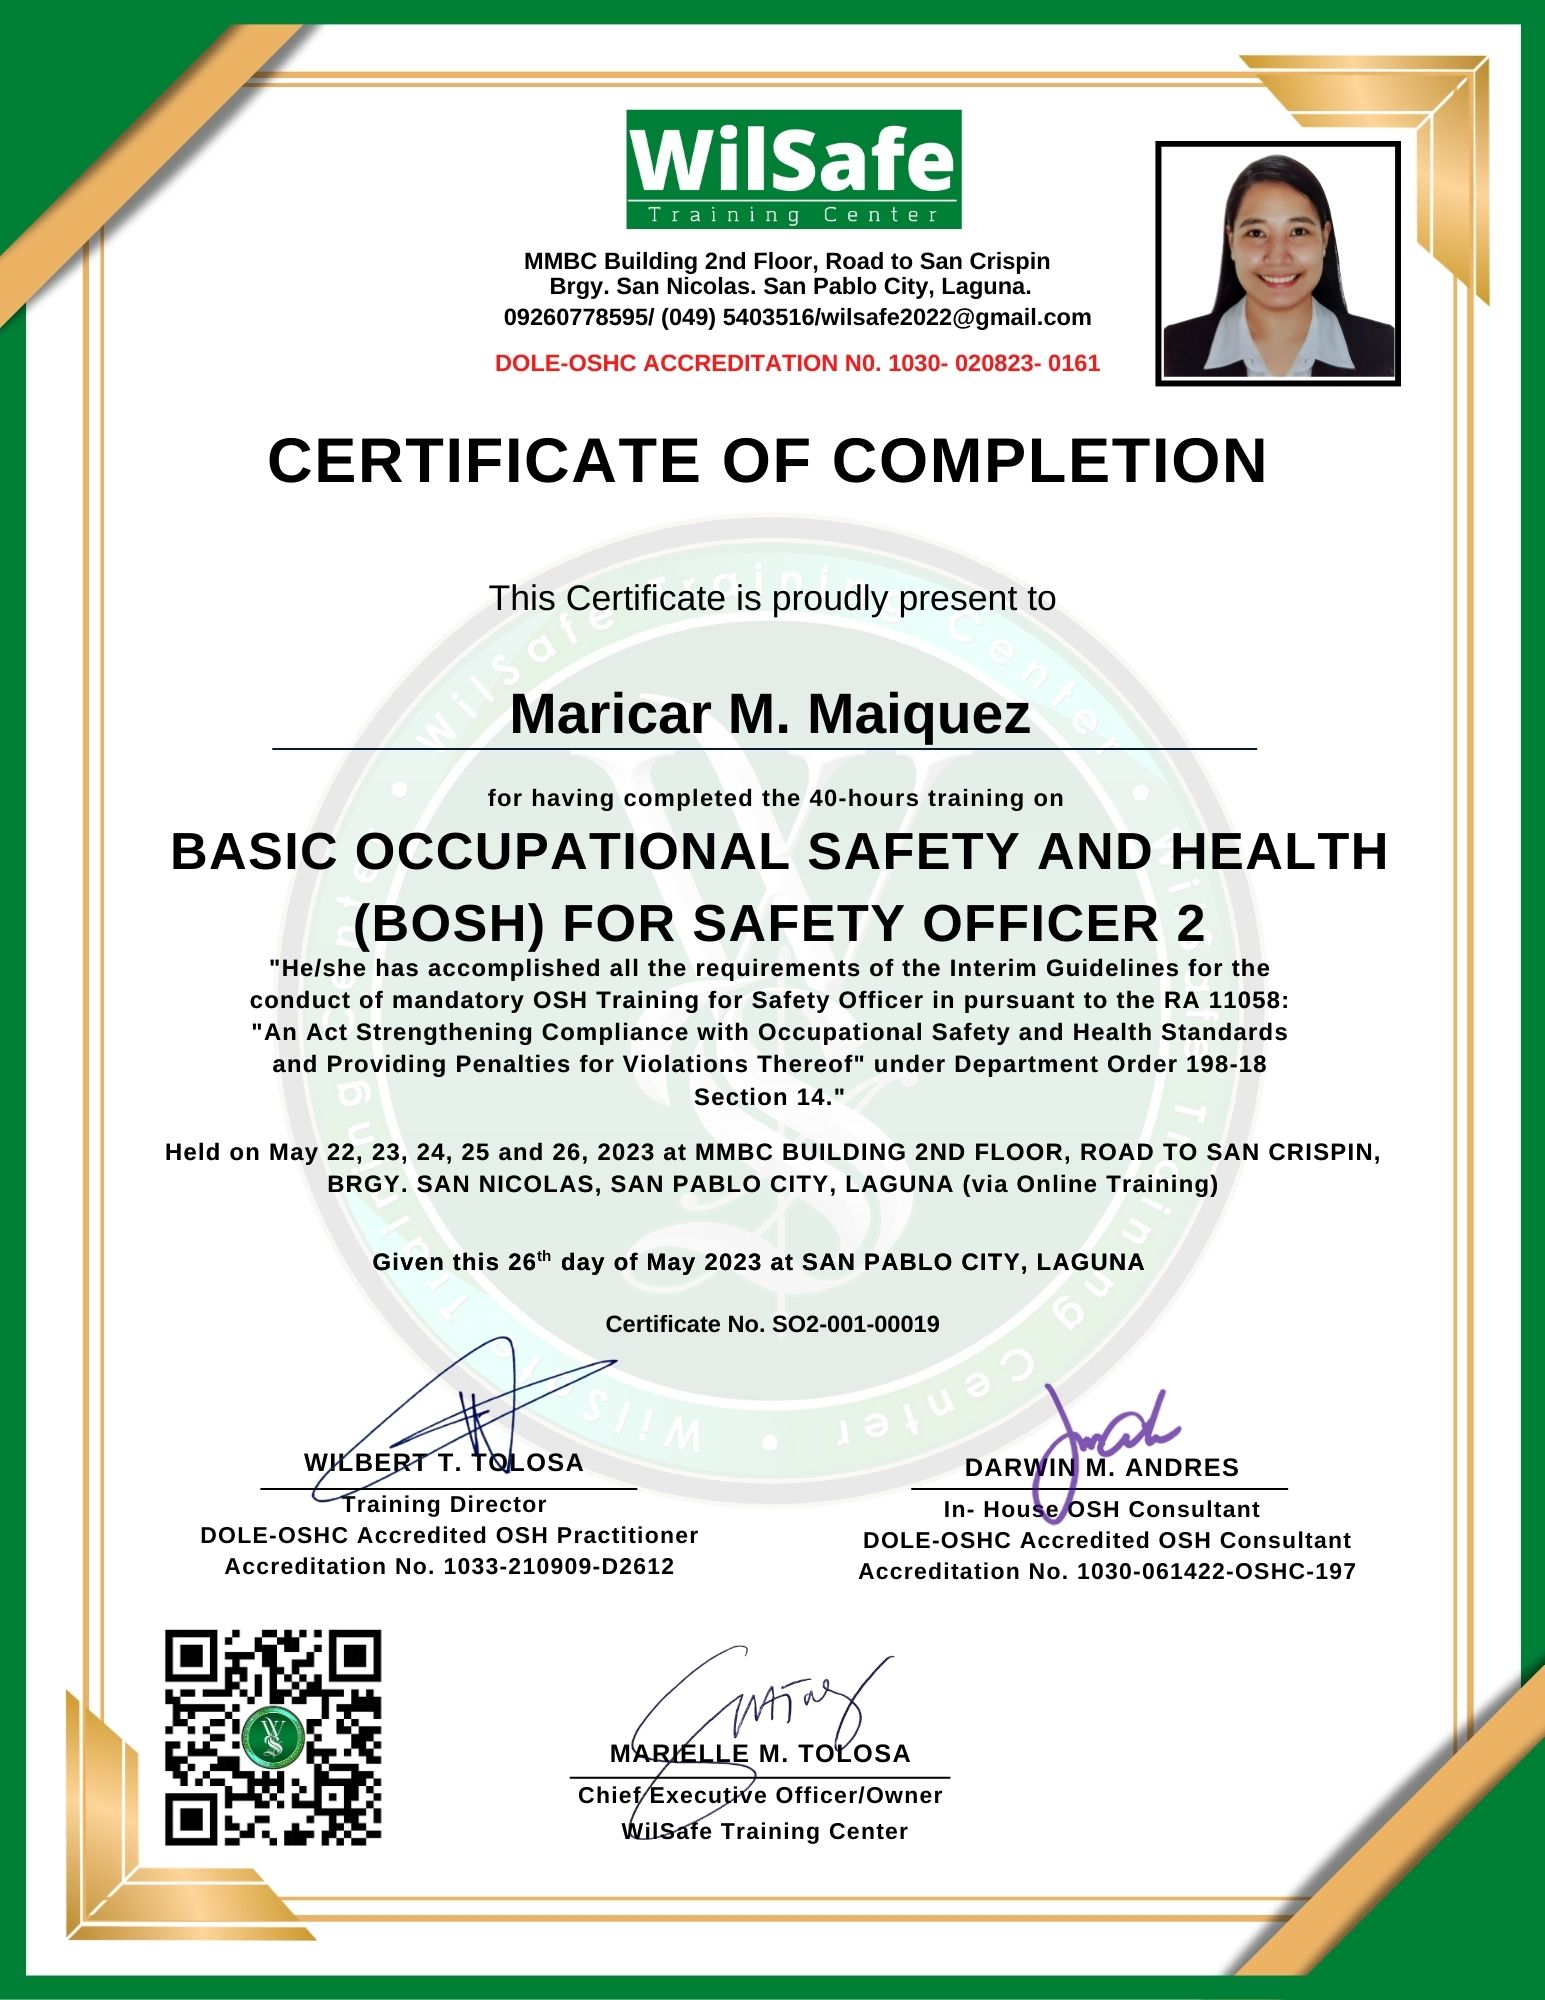 WilSafe
Training Center
MMBC Building 2nd Floor, Road to San Crispin
Brgy. San Nicolas. San Pablo City, Laguna.
09260778595/ (049) 5403516/wilsafe2022@gmail.com
DOLE-OSHC ACCREDITATION N0. 1030- 020823- 0161
CERTIFICATE OF COMPLETION
This Certificate is proudly present to
Maricar M. Maiquez
for having completed the 40-hours training on
BASIC OCCUPATIONAL SAFETY AND HEALTH
(BOSH) FOR SAFETY OFFICER 2
"He/she has accomplished all the requirements of the Interim Guidelines for the
conduct of mandatory OSH Training for Safety Officer in pursuant to the RA 11058:
"An Act Strengthening Compliance with Occupational Safety and Health Standards
and Providing Penalties for Violations Thereof" under Department Order 198-18
Section 14."
Held on May 22, 23, 24, 25 and 26, 2023 at MMBC BUILDING 2ND FLOOR, ROAD TO SAN CRISPIN,
BRGY. SAN NICOLAS, SAN PABLO CITY, LAGUNA (via Online Training)
Given this 26th day of May 2023 at SAN PABLO CITY, LAGUNA
Certificate No. SO2-001-00019
WilSafe Training Center • WilSafe Training Center • WilSafe Training Center •
WILBERT T. TOLOSA
Training Director
DOLE-OSHC Accredited OSH Practitioner
Accreditation No. 1033-210909-D2612
DARWIN M. ANDRES
In- House OSH Consultant
DOLE-OSHC Accredited OSH Consultant
Accreditation No. 1030-061422-OSHC-197
MARIELLE M. TOLOSA
Chief Executive Officer/Owner
WilSafe Training Center